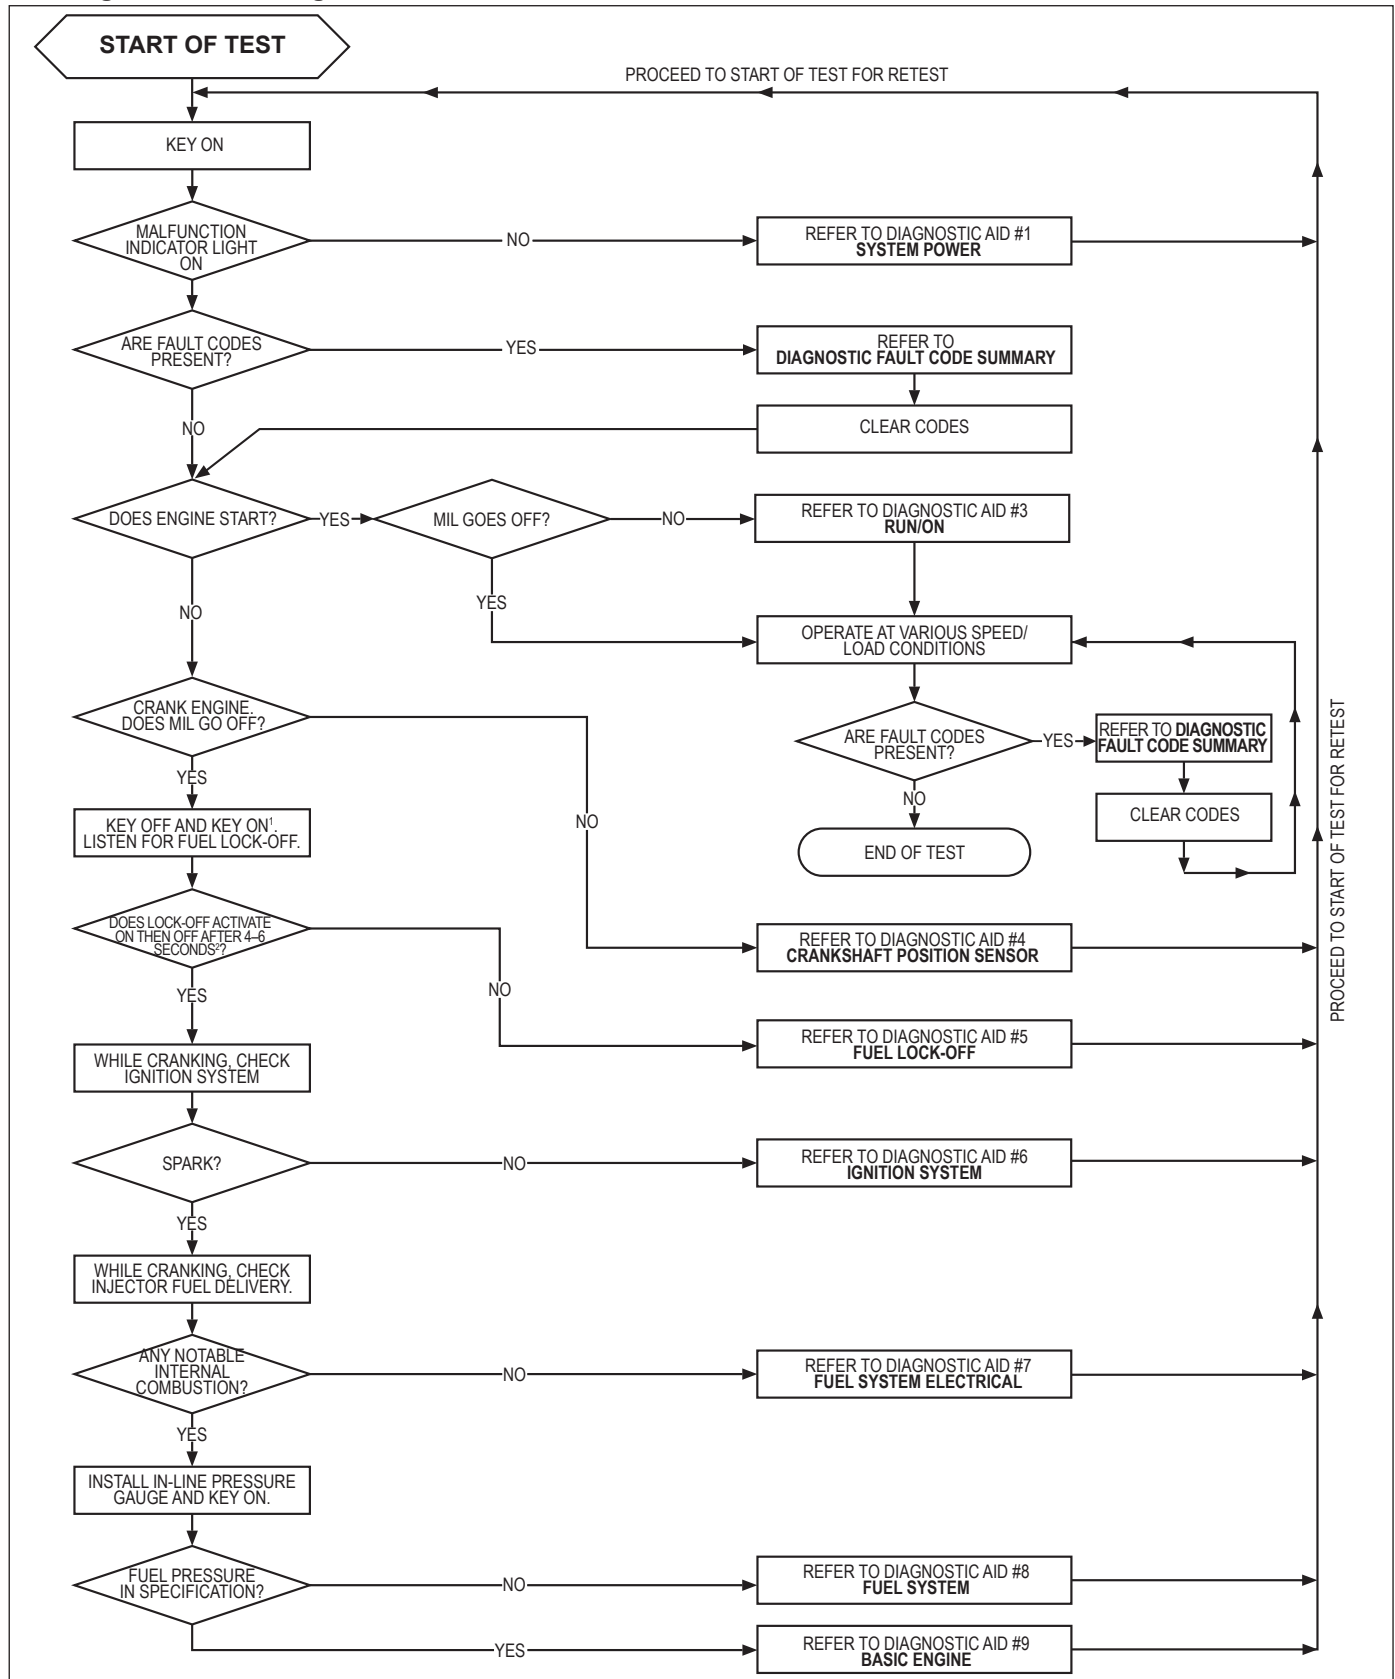 START OF TEST
PROCEED TO START OF TEST FOR RETEST
KEY ON
MALFUNCTION
INDICATOR LIGHT
ON
NO
REFER TO DIAGNOSTIC AID #1
SYSTEM POWER
ARE FAULT CODES
PRESENT?
YES
REFER TO
DIAGNOSTIC FAULT CODE SUMMARY
CLEAR CODES
NO
DOES ENGINE START?
YES
MIL GOES OFF?
NO
REFER TO DIAGNOSTIC AID #3
RUN/ON
YES
NO
OPERATE AT VARIOUS SPEED/
LOAD CONDITIONS
CRANK ENGINE.
DOES MIL GO OFF?
ARE FAULT CODES
PRESENT?
YES
REFER TO DIAGNOSTIC
FAULT CODE SUMMARY
CLEAR CODES
NO
END OF TEST
YES
NO
KEY OFF AND KEY ON¹.
LISTEN FOR FUEL LOCK-OFF.
DOES LOCK-OFF ACTIVATE
ON THEN OFF AFTER 4–6
SECONDS²?
REFER TO DIAGNOSTIC AID #4
CRANKSHAFT POSITION SENSOR
PROCEED TO START OF TEST FOR RETEST
YES
NO
REFER TO DIAGNOSTIC AID #5
FUEL LOCK-OFF
WHILE CRANKING, CHECK
IGNITION SYSTEM
SPARK?
NO
REFER TO DIAGNOSTIC AID #6
IGNITION SYSTEM
YES
WHILE CRANKING, CHECK
INJECTOR FUEL DELIVERY.
ANY NOTABLE
INTERNAL
COMBUSTION?
NO
REFER TO DIAGNOSTIC AID #7
FUEL SYSTEM ELECTRICAL
YES
INSTALL IN-LINE PRESSURE
GAUGE AND KEY ON.
FUEL PRESSURE
IN SPECIFICATION?
NO
REFER TO DIAGNOSTIC AID #8
FUEL SYSTEM
YES
REFER TO DIAGNOSTIC AID #9
BASIC ENGINE